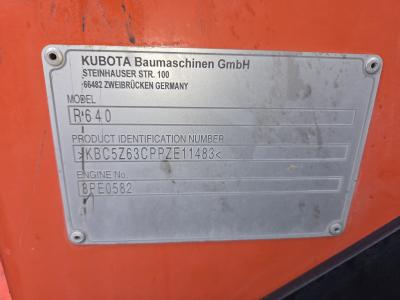 KUBOTA Baumaschinen GmbH
STEINHAUSER STR. 100
66482 ZWEIBRÜCKEN GERMANY
MODEL
R640
PRODUCT IDENTIFICATION NUMBER
>KBC5Z63CPPZE11483<
ENGINE No.
8PE0582